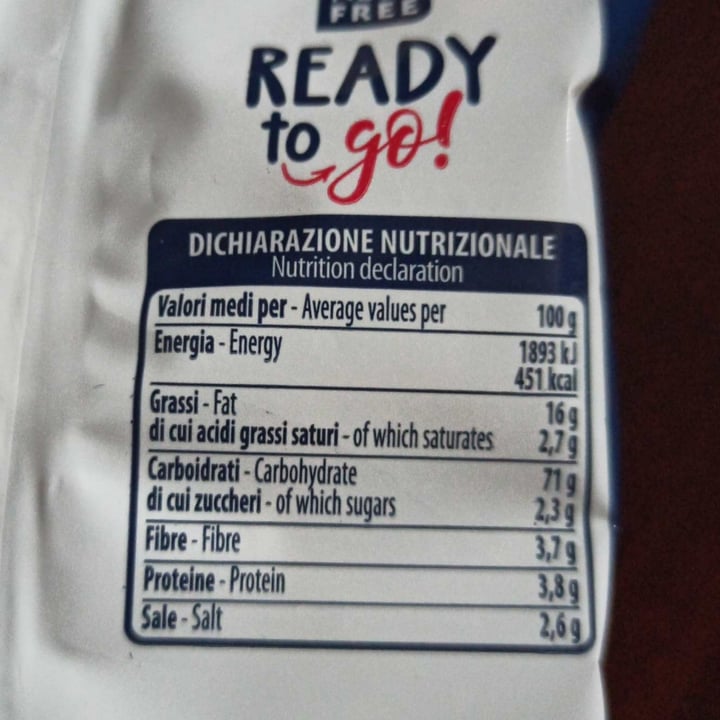 FREE
READY
to go!
DICHIARAZIONE NUTRIZIONALE
Nutrition declaration
Valori medi per - Average values per 100 g
Energia - Energy 1893 kJ
451 kcal
Grassi - Fat 16 g
di cui acidi grassi saturi - of which saturates 2,7 g
Carboidrati - Carbohydrate 71 g
di cui zuccheri - of which sugars 2,3 g
Fibre - Fibre 3,7 g
Proteine - Protein 3,8 g
Sale - Salt 2,6 g